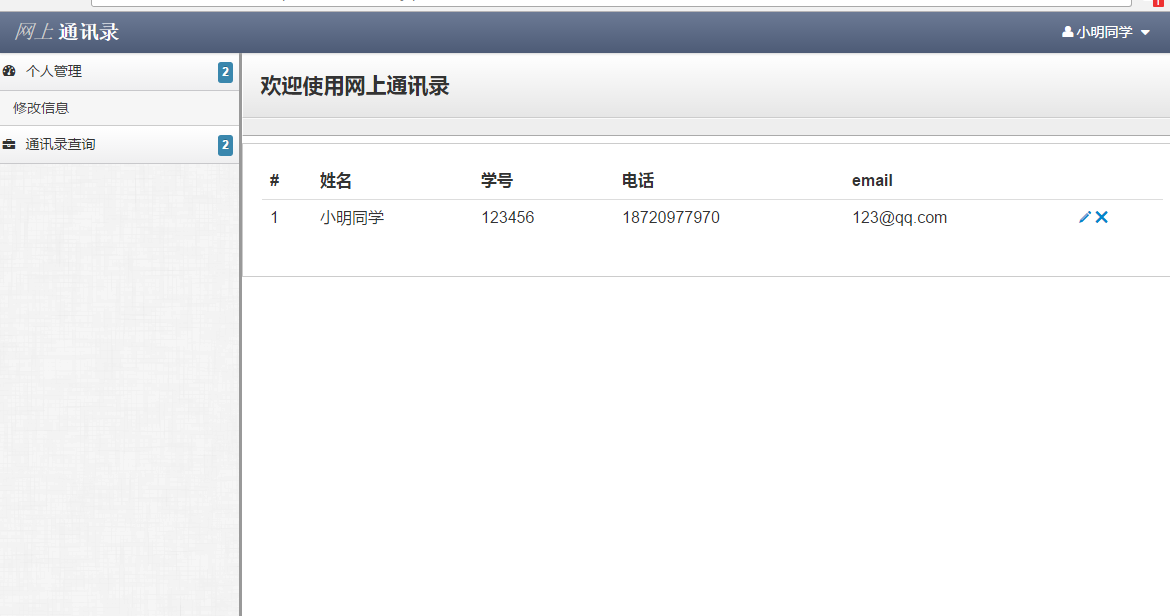 网上 通讯录
小明同学
个人管理 2
修改信息
通讯录查询 2
欢迎使用网上通讯录
# 姓名 学号 电话 email
1 小明同学 123456 18720977970 123@qq.com